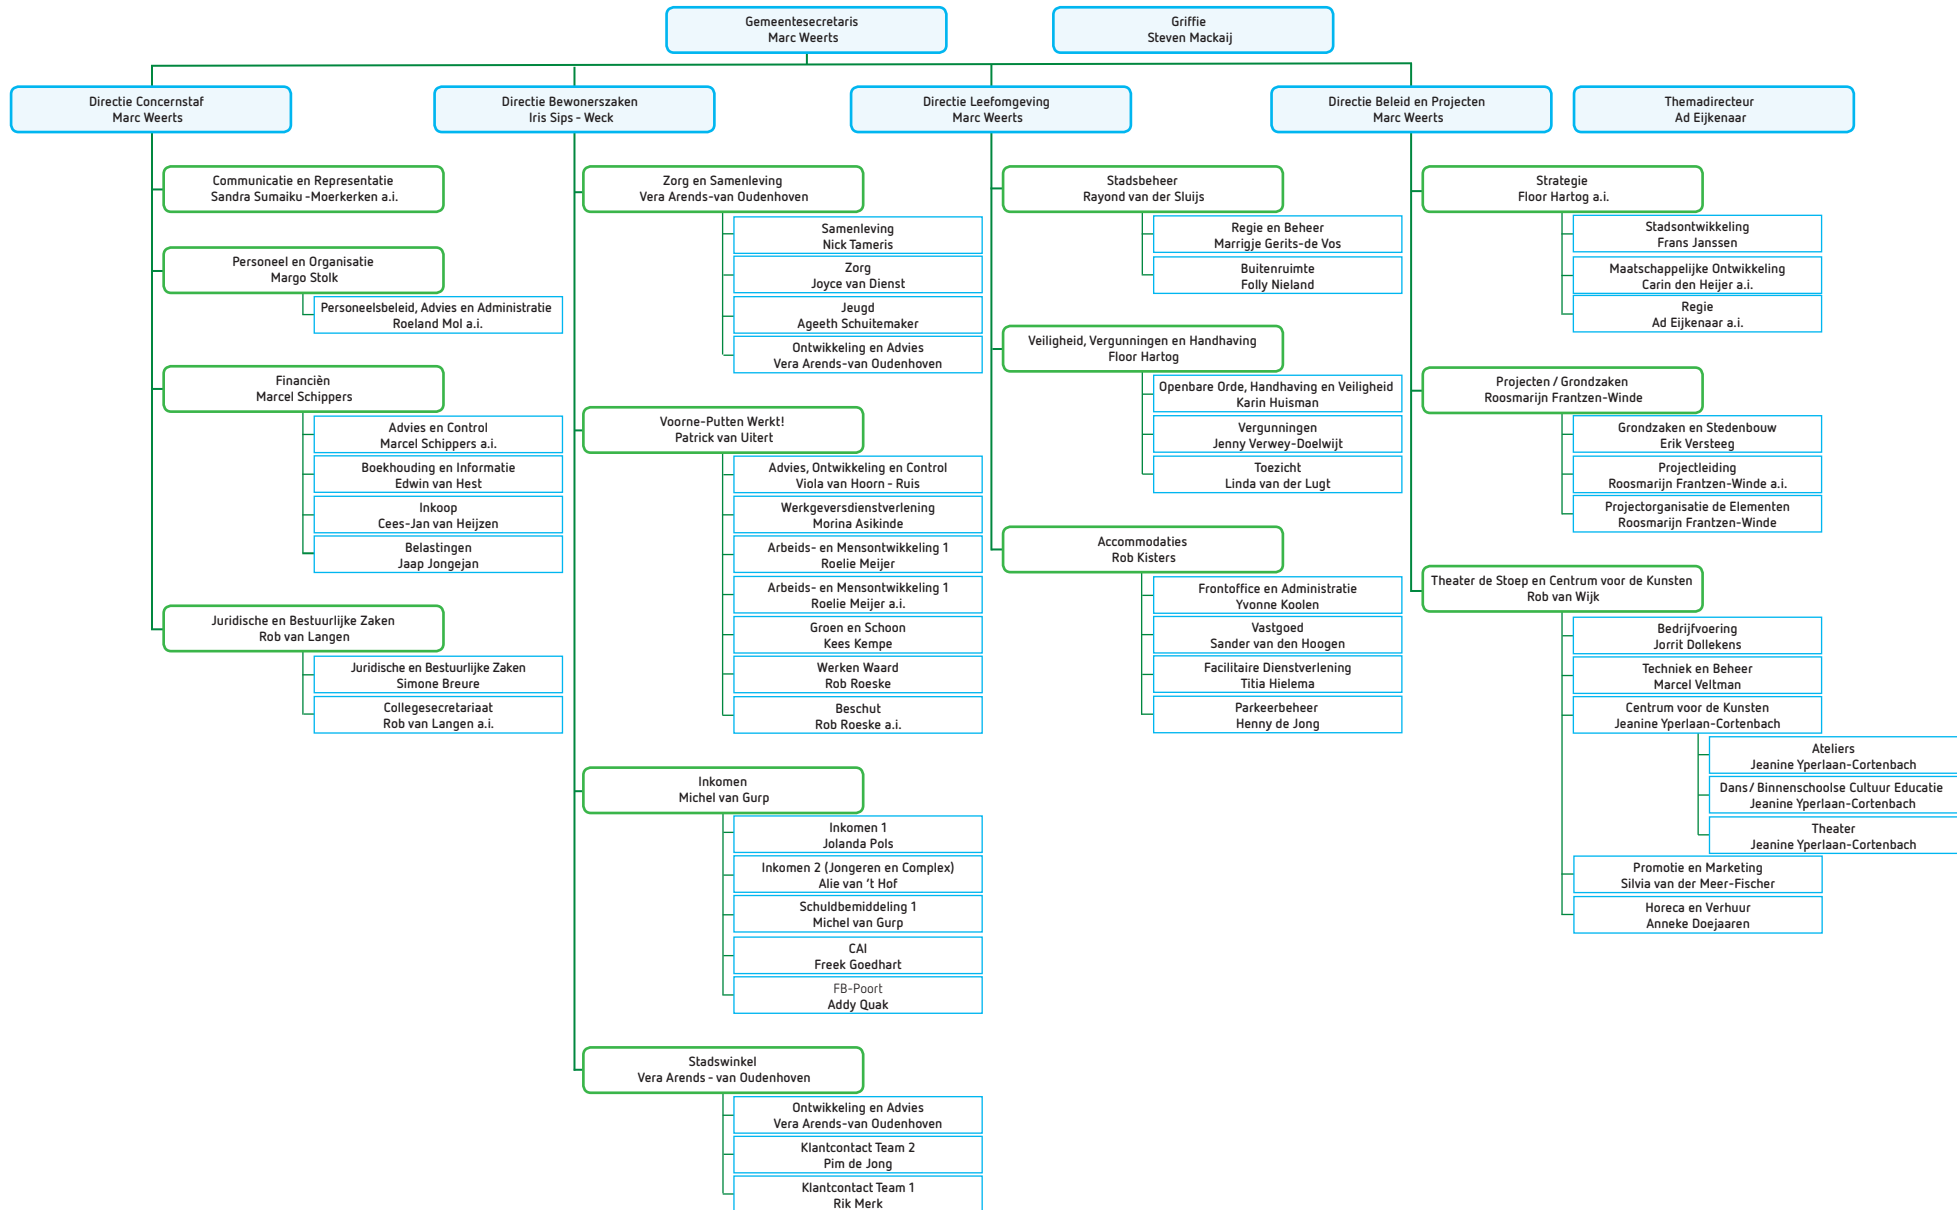 Gemeentesecretaris
Marc Weerts
Griffie
Steven Mackaij
Directie Concernstaf
Marc Weerts
Directie Bewonerszaken
Iris Sips - Weck
Directie Leefomgeving
Marc Weerts
Directie Beleid en Projecten
Marc Weerts
Themadirecteur
Ad Eijkenaar
Communicatie en Representatie
Sandra Sumaiku -Moerkerken a.i.
Personeel en Organisatie
Margo Stolk
Personeelsbeleid, Advies en Administratie
Roeland Mol a.i.
Financièn
Marcel Schippers
Advies en Control
Marcel Schippers a.i.
Boekhouding en Informatie
Edwin van Hest
Inkoop
Cees-Jan van Heijzen
Belastingen
Jaap Jongejan
Juridische en Bestuurlijke Zaken
Rob van Langen
Juridische en Bestuurlijke Zaken
Simone Breure
Collegesecretariaat
Rob van Langen a.i.
Zorg en Samenleving
Vera Arends-van Oudenhoven
Samenleving
Nick Tameris
Zorg
Joyce van Dienst
Jeugd
Ageeth Schuitemaker
Ontwikkeling en Advies
Vera Arends-van Oudenhoven
Voorne-Putten Werkt!
Patrick van Uitert
Advies, Ontwikkeling en Control
Viola van Hoorn - Ruis
Werkgeversdienstverlening
Morina Asikinde
Arbeids- en Mensontwikkeling 1
Roelie Meijer
Arbeids- en Mensontwikkeling 1
Roelie Meijer a.i.
Groen en Schoon
Kees Kempe
Werken Waard
Rob Roeske
Beschut
Rob Roeske a.i.
Inkomen
Michel van Gurp
Inkomen 1
Jolanda Pols
Inkomen 2 (Jongeren en Complex)
Alie van ‘t Hof
Schuldbemiddeling 1
Michel van Gurp
CAI
Freek Goedhart
FB-Poort
Addy Quak
Stadswinkel
Vera Arends - van Oudenhoven
Ontwikkeling en Advies
Vera Arends-van Oudenhoven
Klantcontact Team 2
Pim de Jong
Klantcontact Team 1
Rik Merk
Stadsbeheer
Rayond van der Sluijs
Regie en Beheer
Marrigje Gerits-de Vos
Buitenruimte
Folly Nieland
Veiligheid, Vergunningen en Handhaving
Floor Hartog
Openbare Orde, Handhaving en Veiligheid
Karin Huisman
Vergunningen
Jenny Verwey-Doelwijt
Toezicht
Linda van der Lugt
Accommodaties
Rob Kisters
Frontoffice en Administratie
Yvonne Koolen
Vastgoed
Sander van den Hoogen
Facilitaire Dienstverlening
Titia Hielema
Parkeerbeheer
Henny de Jong
Strategie
Floor Hartog a.i.
Stadsontwikkeling
Frans Janssen
Maatschappelijke Ontwikkeling
Carin den Heijer a.i.
Regie
Ad Eijkenaar a.i.
Projecten / Grondzaken
Roosmarijn Frantzen-Winde
Grondzaken en Stedenbouw
Erik Versteeg
Projectleiding
Roosmarijn Frantzen-Winde a.i.
Projectorganisatie de Elementen
Roosmarijn Frantzen-Winde
Theater de Stoep en Centrum voor de Kunsten
Rob van Wijk
Bedrijfvoering
Jorrit Dollekens
Techniek en Beheer
Marcel Veltman
Centrum voor de Kunsten
Jeanine Yperlaan-Cortenbach
Ateliers
Jeanine Yperlaan-Cortenbach
Dans / Binnenschoolse Cultuur Educatie
Jeanine Yperlaan-Cortenbach
Theater
Jeanine Yperlaan-Cortenbach
Promotie en Marketing
Silvia van der Meer-Fischer
Horeca en Verhuur
Anneke Doejaaren